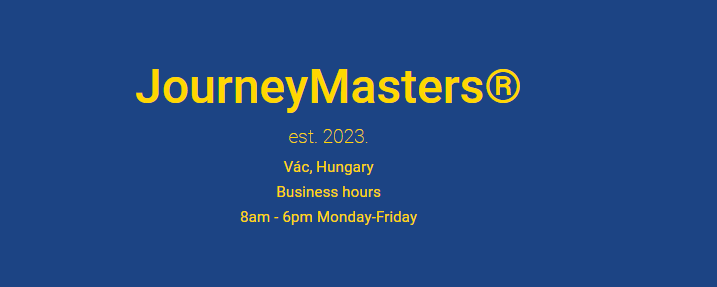 JourneyMasters®
est. 2023.
Vác, Hungary
Business hours
8am - 6pm Monday-Friday